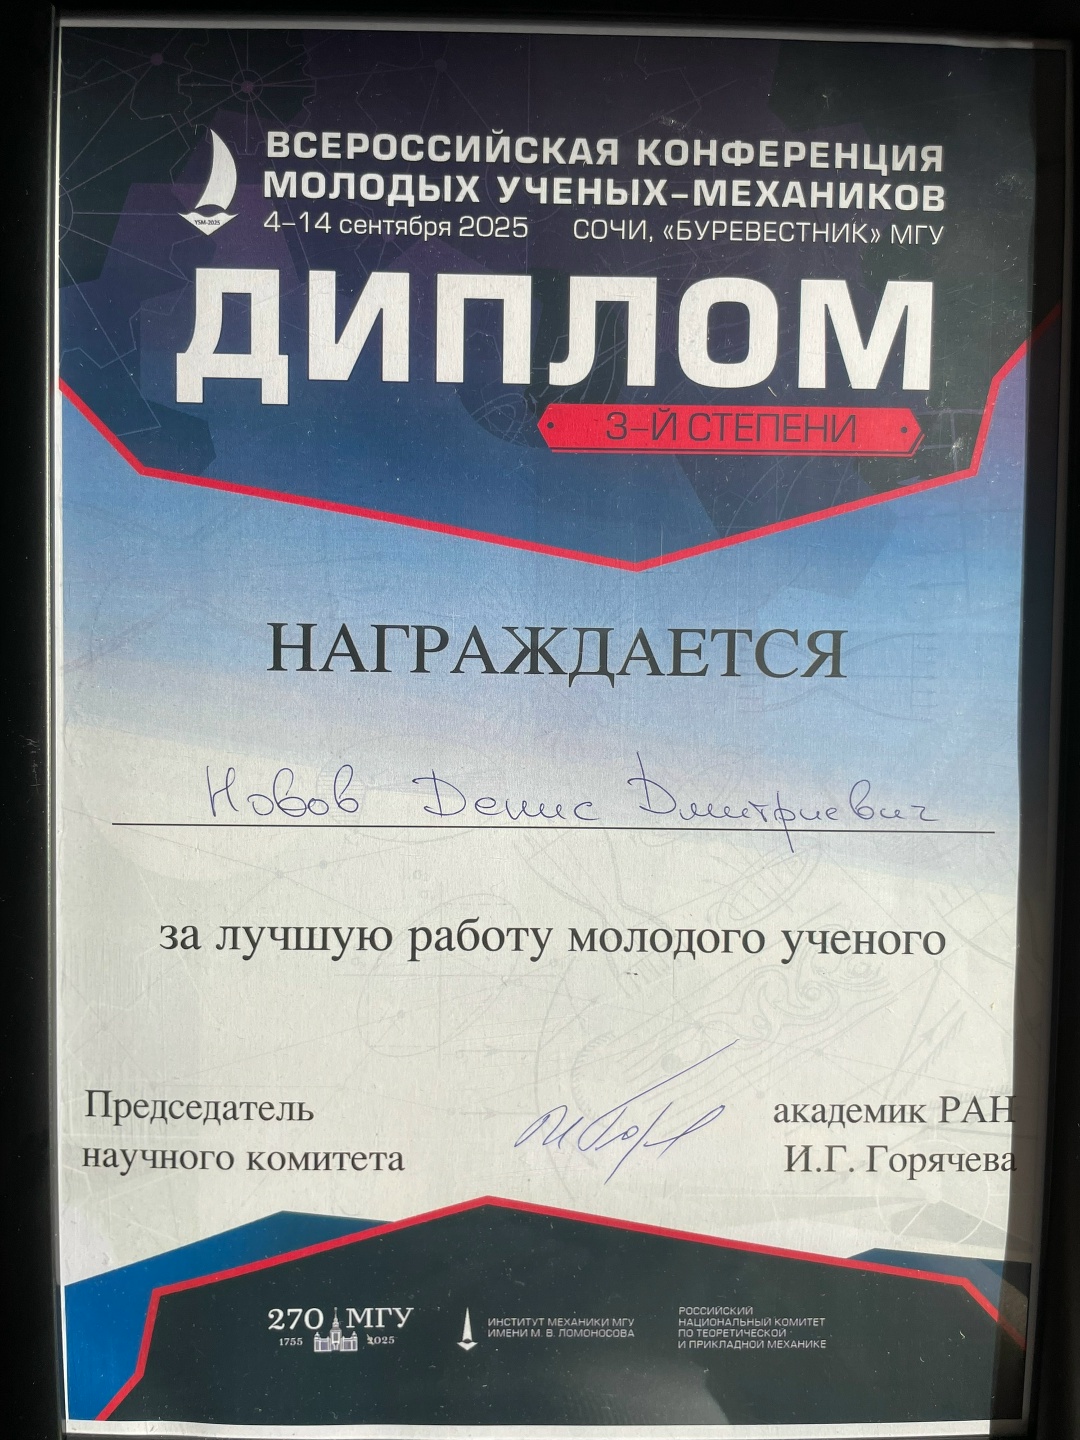 ВСЕРОССИЙСКАЯ КОНФЕРЕНЦИЯ
МОЛОДЫХ УЧЕНЫХ-МЕХАНИКОВ
YSM-2025
4–14 сентября 2025 СОЧИ, «БУРЕВЕСТНИК» МГУ
ДИПЛОМ
3-Й СТЕПЕНИ
НАГРАЖДАЕТСЯ
Новов Денис Дмитриевич
за лучшую работу молодого ученого
Председатель
научного комитета
академик РАН
И.Г. Горячева
270 МГУ
1755 2025
ИНСТИТУТ МЕХАНИКИ МГУ
ИМЕНИ М. В. ЛОМОНОСОВА
РОССИЙСКИЙ
НАЦИОНАЛЬНЫЙ КОМИТЕТ
ПО ТЕОРЕТИЧЕСКОЙ
И ПРИКЛАДНОЙ МЕХАНИКЕ